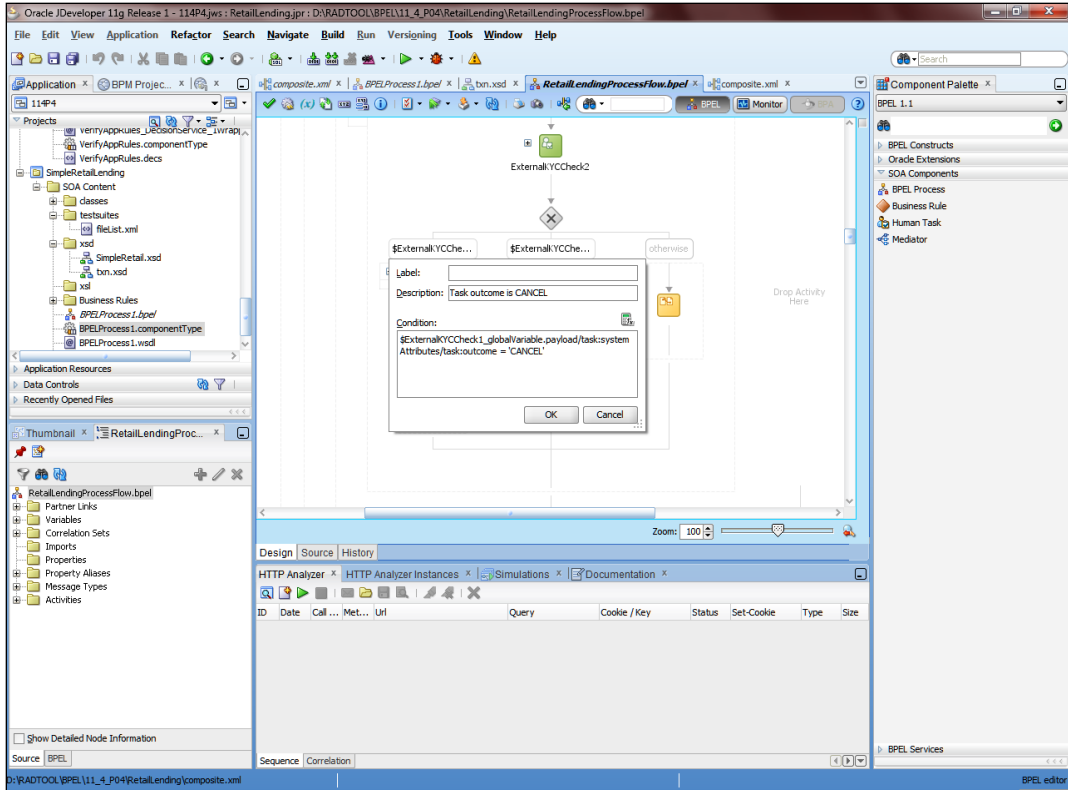 Oracle JDeveloper 11g Release 1 - 114P4.jws : RetailLending.jpr : D:\RADTOOL\BPEL\11_4_P04\RetailLending\RetailLendingProcessFlow.bpel
File Edit View Application Refactor Search Navigate Build Run Versioning Tools Window Help
Search
Application x BPM Projec... x x
composite.xml x BPELProcess1.bpel x txn.xsd x RetailLendingProcessFlow.bpel x composite.xml x
Component Palette x
114P4
BPEL Monitor BPA
BPEL 1.1
Projects
VerifyAppRules_DecisionService_1Wrap
VerifyAppRules.componentType
VerifyAppRules.decs
SimpleRetailLending
SOA Content
classes
testsuites
fileList.xml
xsd
SimpleRetail.xsd
txn.xsd
xsl
Business Rules
BPELProcess1.bpel
BPELProcess1.componentType
BPELProcess1.wsdl
Application Resources
Data Controls
Recently Opened Files
ExternalKYCCheck2
$ExternalKYCChe... $ExternalKYCChe... otherwise
Label:
Description: Task outcome is CANCEL
Condition:
$ExternalKYCCheck1_globalVariable.payload/task:system
Attributes/task:outcome = 'CANCEL'
OK Cancel
Drop Activity
Here
BPEL Constructs
Oracle Extensions
SOA Components
BPEL Process
Business Rule
Human Task
Mediator
Thumbnail x RetailLendingProc... x
RetailLendingProcessFlow.bpel
Partner Links
Variables
Correlation Sets
Imports
Properties
Property Aliases
Message Types
Activities
Zoom: 100
Design Source History
HTTP Analyzer x HTTP Analyzer Instances x Simulations x Documentation x
ID Date Call ... Met... Url Query Cookie / Key Status Set-Cookie Type Size
Show Detailed Node Information
Source BPEL
Sequence Correlation
BPEL Services
D:\RADTOOL\BPEL\11_4_P04\RetailLending\composite.xml
BPEL editor